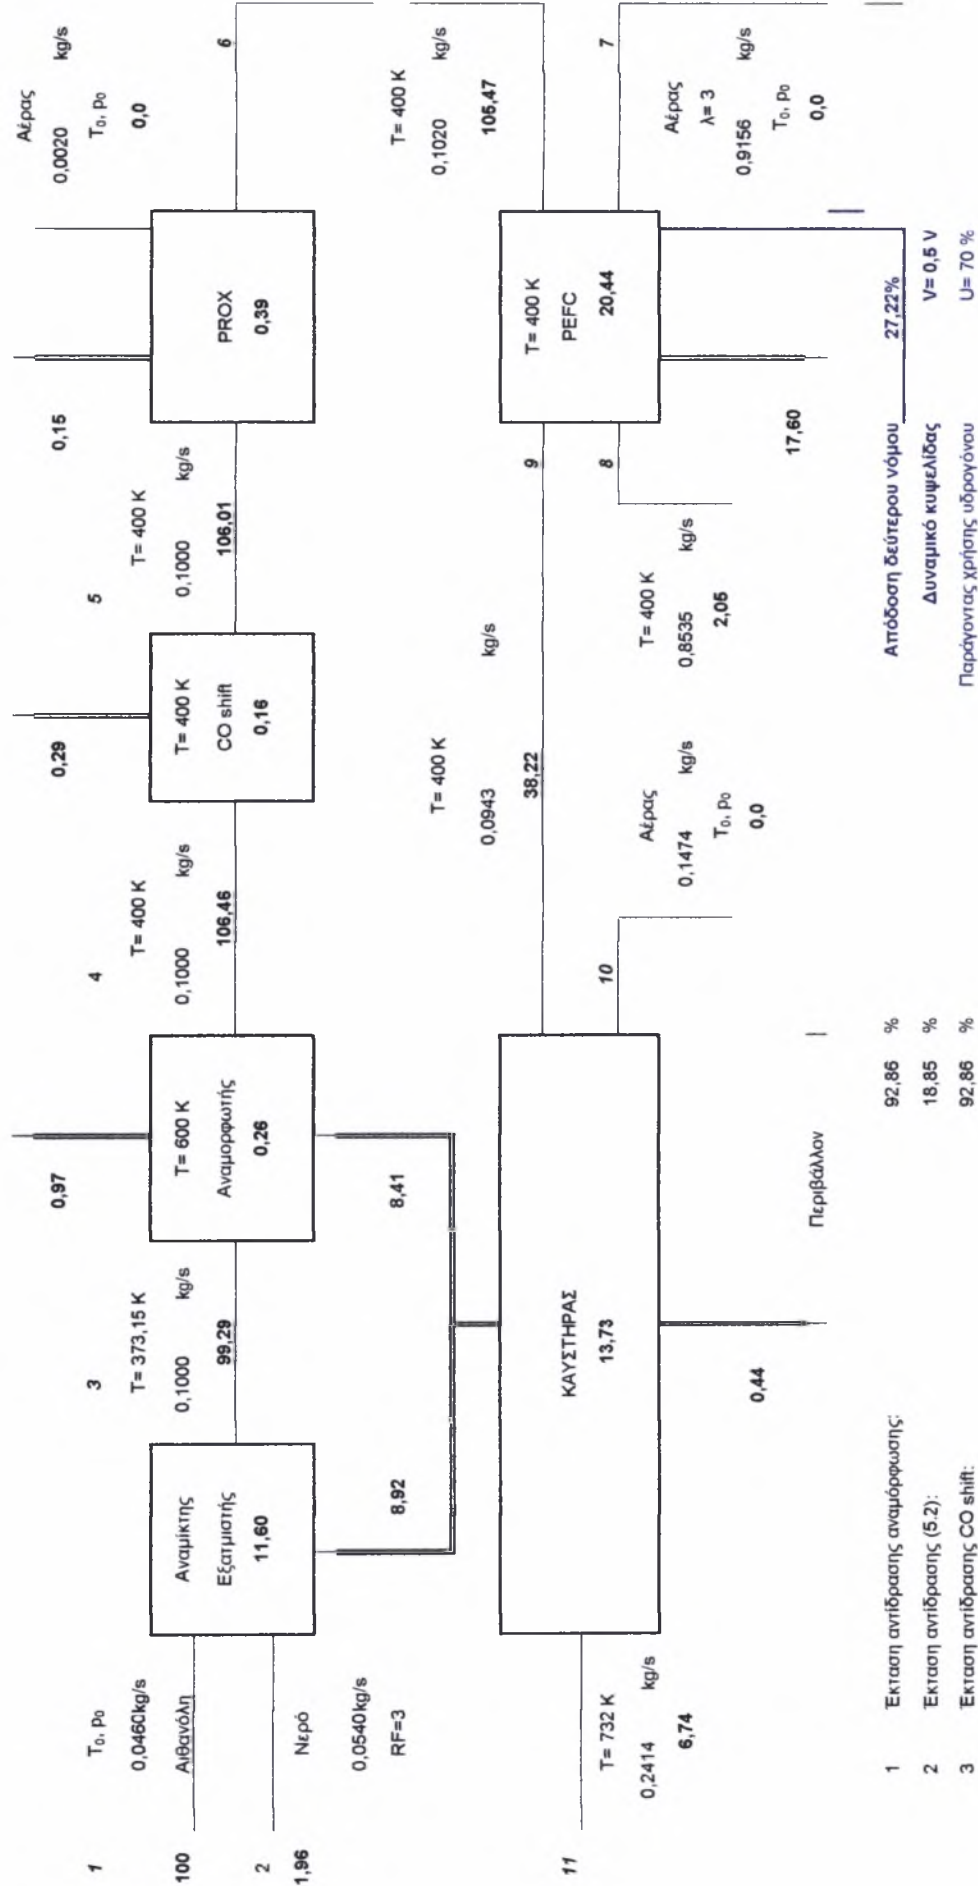 1
T₀, p₀
0,0460kg/s
Αιθανόλη
100
2
1,96
Νερό
0,0540kg/s
RF=3
Αναμίκτης
Εξατμιστής
11,60
8,92
3
T= 373,15 K
0,1000 kg/s
99,29
0,97
T= 600 K
Αναμορφωτής
0,26
8,41
4
T= 400 K
0,1000 kg/s
106,46
0,29
T= 400 K
CO shift
0,16
5
T= 400 K
0,1000 kg/s
106,01
0,15
PROX
0,39
Αέρας
0,0020 kg/s
T₀, p₀
0,0
6
T= 400 K
0,1020 kg/s
105,47
7
Αέρας
λ= 3
0,9156 kg/s
T₀, p₀
0,0
T= 400 K
PEFC
20,44
17,60
9
8
T= 400 K
0,8535 kg/s
2,05
T= 400 K
0,0943 kg/s
38,22
10
Αέρας
0,1474 kg/s
T₀, p₀
0,0
ΚΑΥΣΤΗΡΑΣ
13,73
0,44
Περιβάλλον
11
T= 732 K
0,2414 kg/s
6,74
1 Έκταση αντίδρασης αναμόρφωσης: 92,86 %
2 Έκταση αντίδρασης (5.2): 18,85 %
3 Έκταση αντίδρασης CO shift: 92,86 %
Απόδοση δεύτερου νόμου 27,22%
Δυναμικό κυψελίδας V= 0,5 V
Παράγοντας χρήσης υδρογόνου U= 70 %